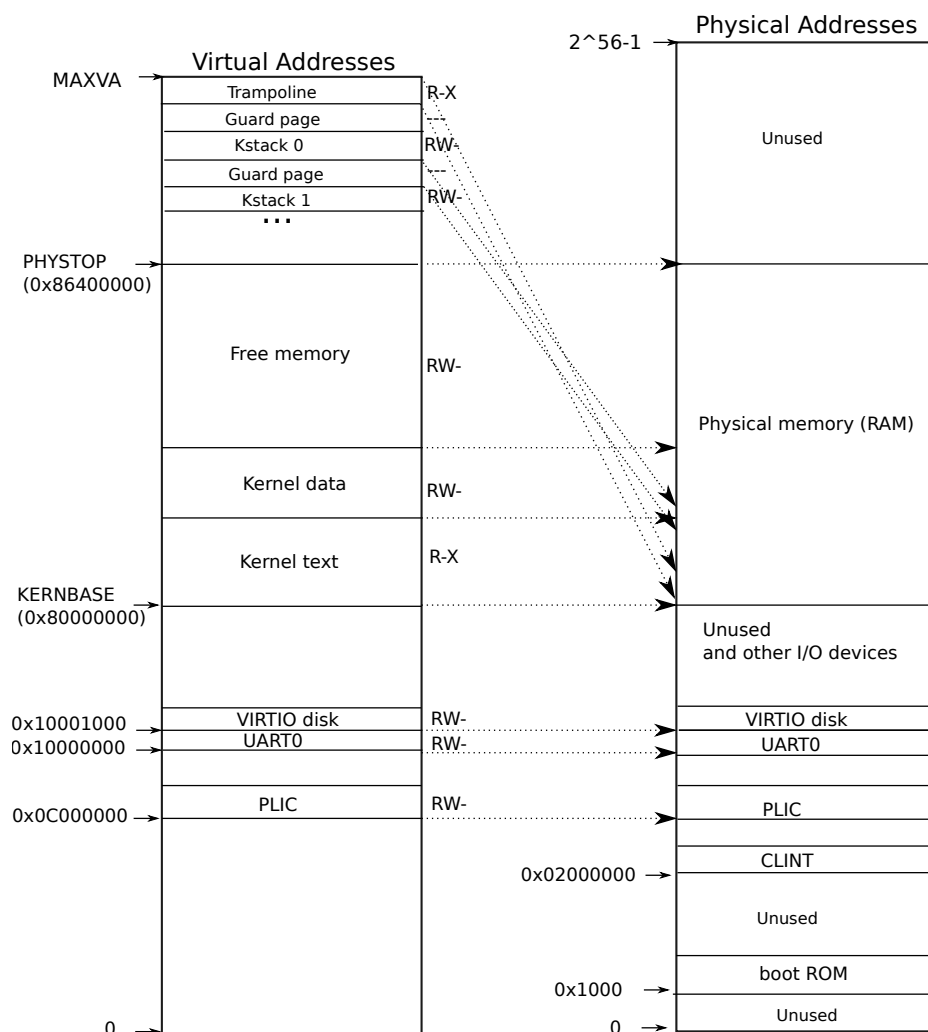 Virtual Addresses
MAXVA
Trampoline
R-X
Guard page
---
Kstack 0
RW-
Guard page
---
Kstack 1
RW-
...
PHYSTOP
(0x86400000)
Free memory
RW-
Kernel data
RW-
Kernel text
R-X
KERNBASE
(0x80000000)
VIRTIO disk
RW-
0x10001000
UART0
RW-
0x10000000
PLIC
RW-
0x0C000000
0
Physical Addresses
2^56-1
Unused
Physical memory (RAM)
Unused
and other I/O devices
VIRTIO disk
UART0
PLIC
CLINT
0x02000000
Unused
boot ROM
0x1000
Unused
0